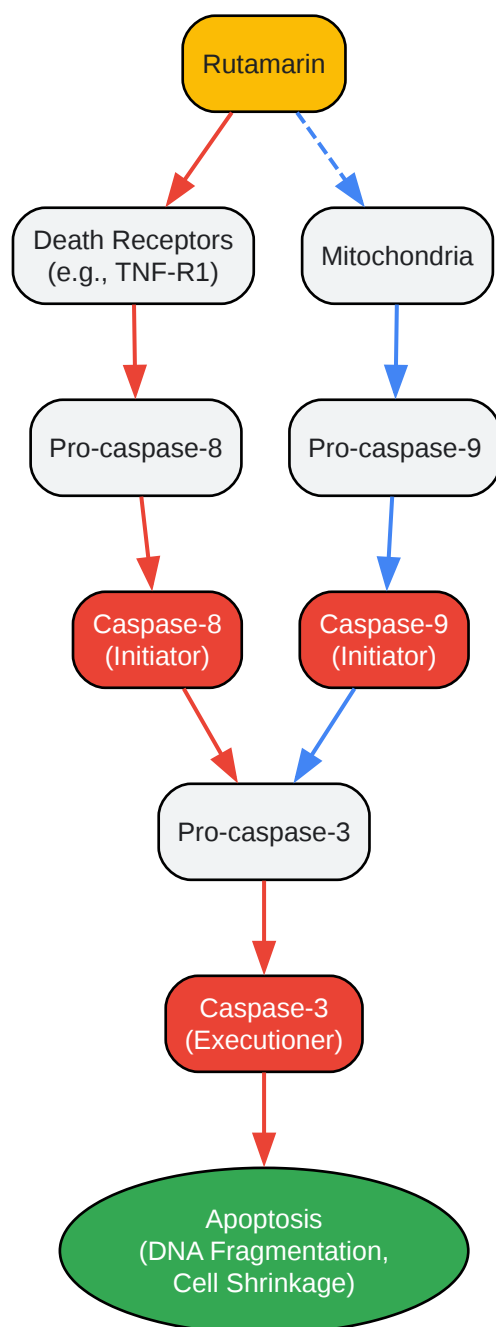 Rutamarin
Death Receptors
(e.g., TNF-R1)
Mitochondria
Pro-caspase-8
Pro-caspase-9
Caspase-8
(Initiator)
Caspase-9
(Initiator)
Pro-caspase-3
Caspase-3
(Executioner)
Apoptosis
(DNA Fragmentation,
Cell Shrinkage)